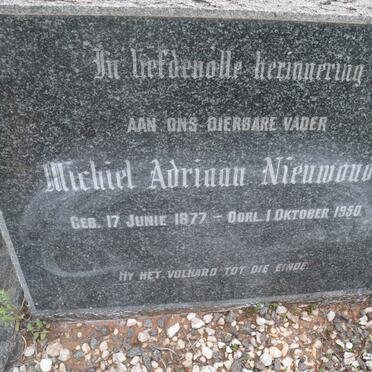 In liefdevolle herinnering
AAN ONS DIERBARE VADER
Michiel Adriaan
GEB. 17 JUNIE 1877 – OORL. 1 OKTOBER 1950.
HY HET VOLHARD TOT DIE EINDE.